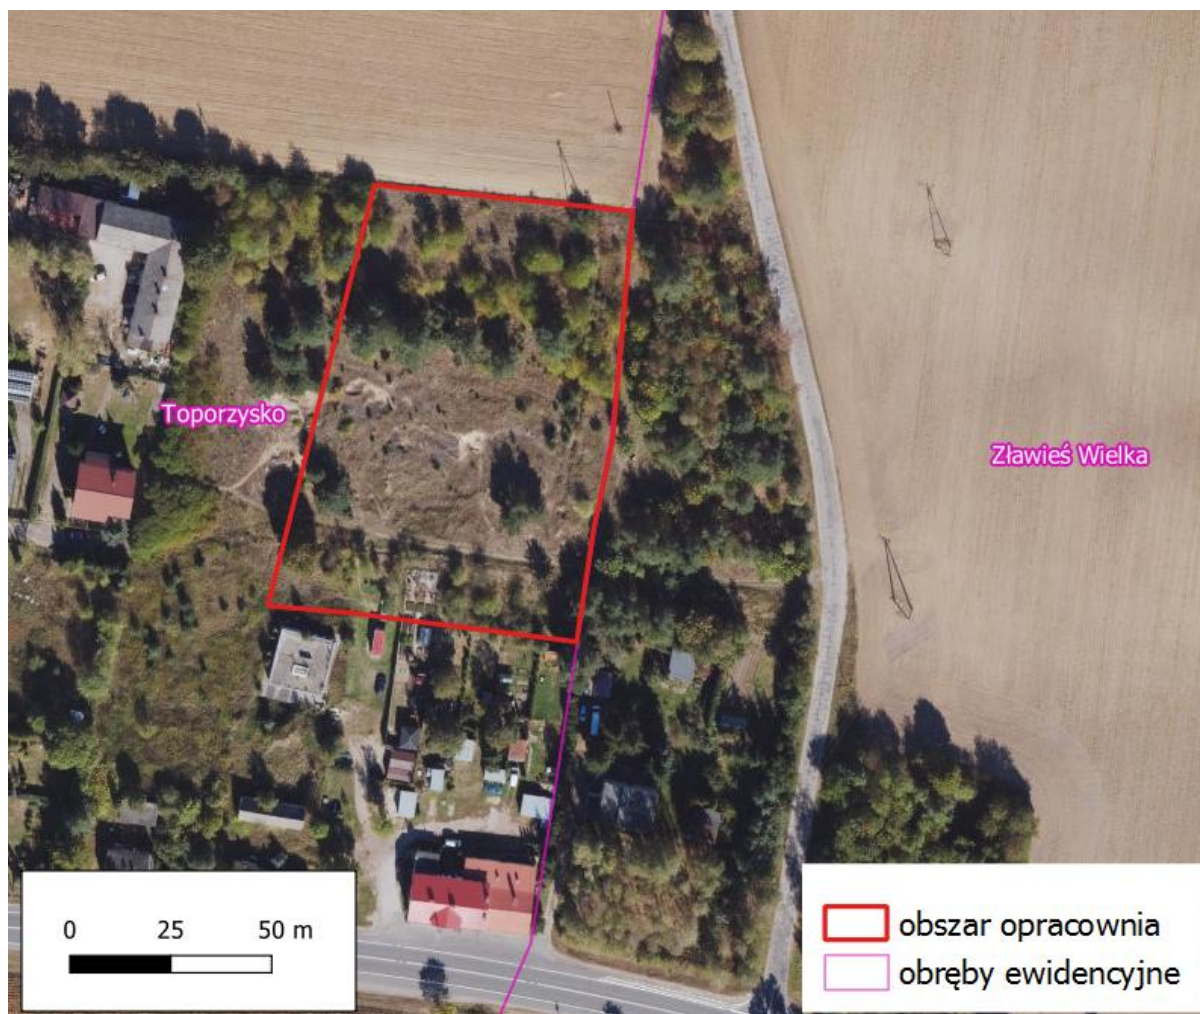 Toporzysko
Zławieś Wielka
0 25 50 m
obszar opracownia
obręby ewidencyjne